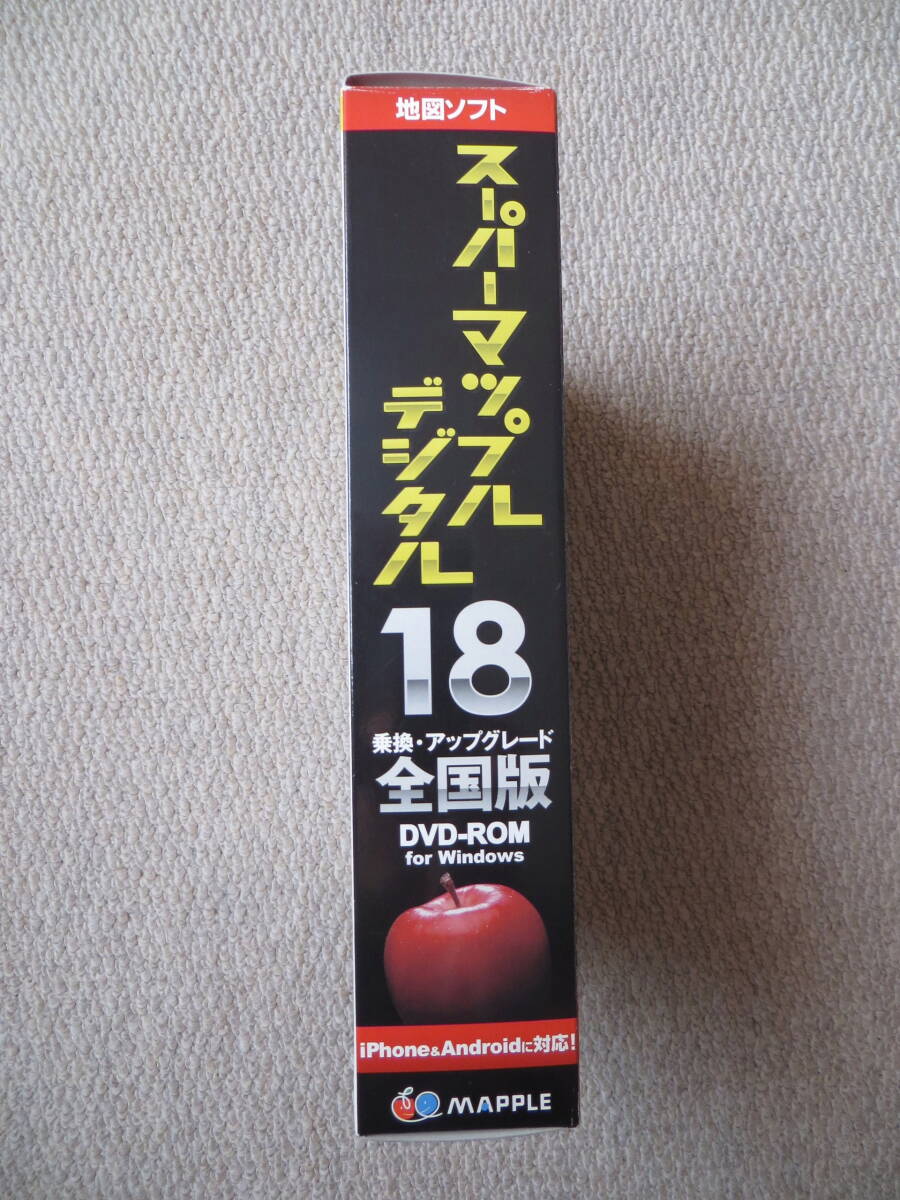 地図ソフト
スーパーマップル
デジタル
18
乗換・アップグレード
全国版
DVD-ROM
for Windows
iPhone&Androidに対応!
MAPPLE